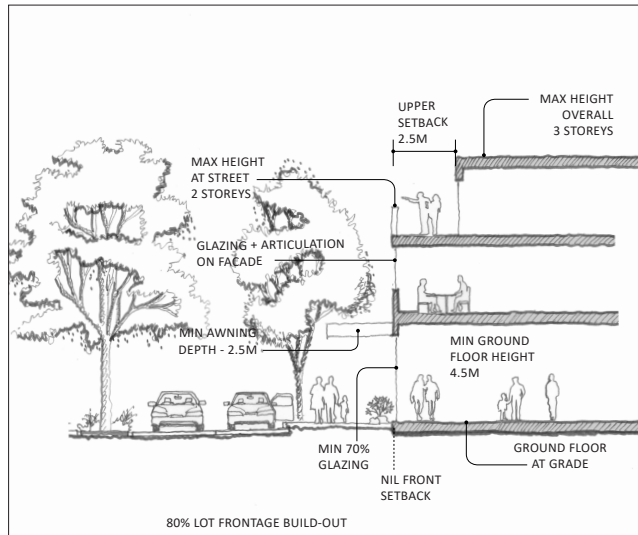 UPPER
SETBACK
2.5M
MAX HEIGHT
OVERALL
3 STOREYS
MAX HEIGHT
AT STREET
2 STOREYS
GLAZING + ARTICULATION
ON FACADE
MIN AWNING
DEPTH - 2.5M
MIN GROUND
FLOOR HEIGHT
4.5M
MIN 70%
GLAZING
GROUND FLOOR
AT GRADE
NIL FRONT
SETBACK
80% LOT FRONTAGE BUILD-OUT